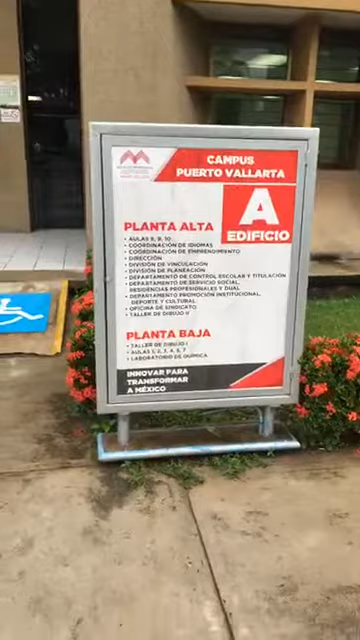 CAMPUS
PUERTO VALLARTA
A
EDIFICIO
PLANTA ALTA
• AULAS 8, 9, 10
• COORDINACIÓN DE IDIOMAS
• COORDINACIÓN DE EMPRENDIMIENTO
• DIRECCIÓN
• DIVISIÓN DE VINCULACIÓN
• DIVISIÓN DE PLANEACIÓN
• DEPARTAMENTO DE CONTROL ESCOLAR Y TITULACIÓN
• DEPARTAMENTO DE SERVICIO SOCIAL,
RESIDENCIAS PROFESIONALES Y DUAL
• DEPARTAMENTO PROMOCIÓN INSTITUCIONAL,
DEPORTE Y CULTURAL
• OFICINA DE SINDICATO
• TALLER DE DIBUJO II
PLANTA BAJA
• TALLER DE DIBUJO I
• AULAS 1, 2, 3, 4, 5, 7
• LABORATORIO DE QUÍMICA
INNOVAR PARA
TRANSFORMAR
A MÉXICO